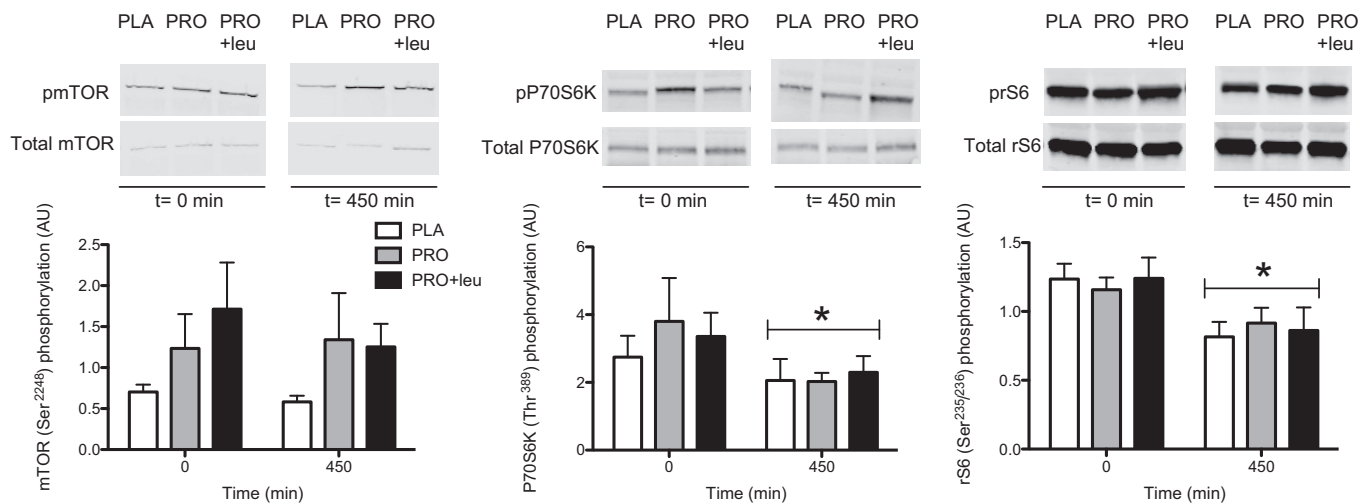 PLA PRO PRO
+leu
PLA PRO PRO
+leu
pmTOR
Total mTOR
t= 0 min
t= 450 min
mTOR (Ser2248) phosphorylation (AU)
2.5
2.0
1.5
1.0
0.5
0.0
PLA
PRO
PRO+leu
0
450
Time (min)
PLA PRO PRO
+leu
PLA PRO PRO
+leu
pP70S6K
Total P70S6K
t= 0 min
t= 450 min
P70S6K (Thr389) phosphorylation (AU)
6
4
2
0
*
0
450
Time (min)
PLA PRO PRO
+leu
PLA PRO PRO
+leu
prS6
Total rS6
t= 0 min
t= 450 min
rS6 (Ser235/236) phosphorylation (AU)
1.5
1.0
0.5
0.0
*
0
450
Time (min)